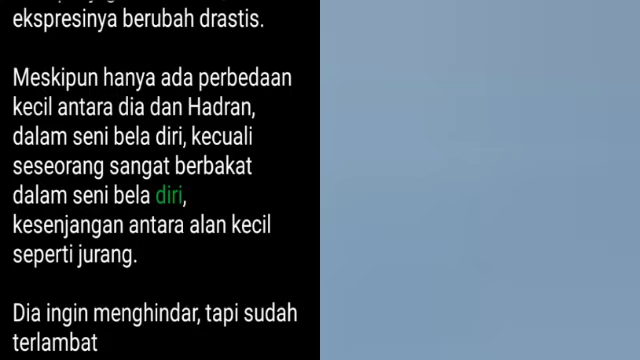 ekspresinya berubah drastis.
Meskipun hanya ada perbedaan
kecil antara dia dan Hadran,
dalam seni bela diri, kecuali
seseorang sangat berbakat
dalam seni bela diri,
kesenjangan antara alan kecil
seperti jurang.
Dia ingin menghindar, tapi sudah
terlambat